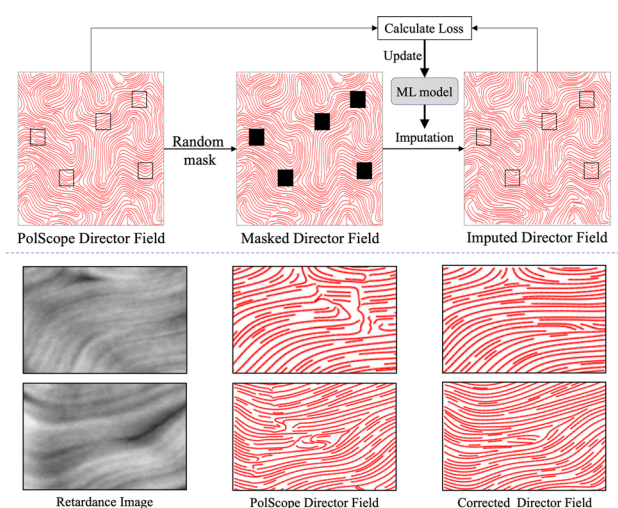 Calculate Loss
Update
ML model
Random
mask
Imputation
PolScope Director Field
Masked Director Field
Imputed Director Field
Retardance Image
PolScope Director Field
Corrected Director Field